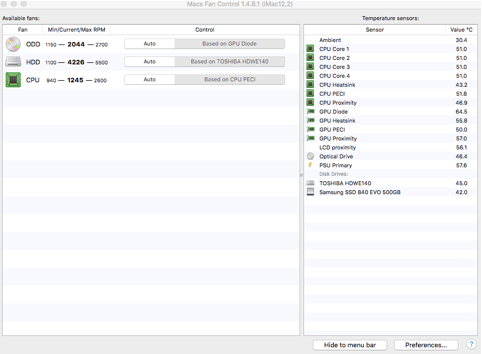 Macs Fan Control 1.4.8.1 (iMac12,2)
Available fans:
Temperature sensors:
Fan Min/Current/Max RPM Control
ODD 1150 — 2044 — 2700 Auto Based on GPU Diode
HDD 1100 — 4226 — 5500 Auto Based on TOSHIBA HDWE140
CPU 940 — 1245 — 2600 Auto Based on CPU PECI
Sensor Value °C
Ambient 30.4
CPU Core 1 51.0
CPU Core 2 51.0
CPU Core 3 51.0
CPU Core 4 51.0
CPU Heatsink 43.2
CPU PECI 51.8
CPU Proximity 46.9
GPU Diode 64.5
GPU Heatsink 55.8
GPU PECI 50.0
GPU Proximity 57.0
LCD proximity 56.1
Optical Drive 46.4
PSU Primary 57.6
Disk Drives:
TOSHIBA HDWE140 45.0
Samsung SSD 840 EVO 500GB 42.0
Hide to menu bar Preferences... ?